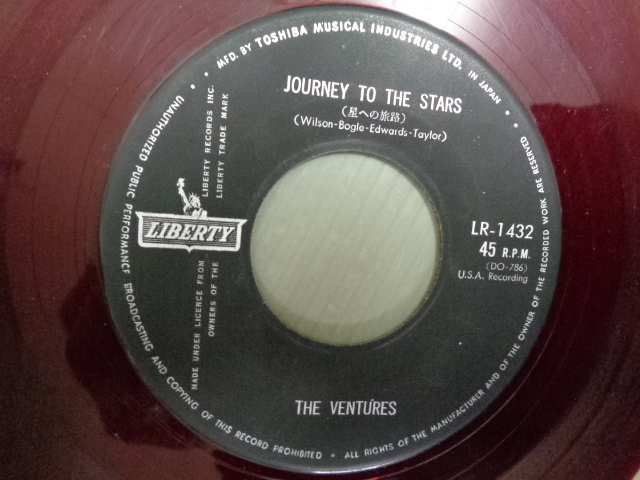 MFD. BY TOSHIBA MUSICAL INDUSTRIES LTD. IN JAPAN
JOURNEY TO THE STARS
(星への旅路)
(Wilson-Bogle-Edwards-Taylor)
LIBERTY RECORDS INC.
LIBERTY TRADE MARK
LIBERTY
MADE UNDER LICENCE FROM
OWNERS OF THE
LR-1432
45 R.P.M.
(DO-786)
U.S.A. Recording
THE VENTURES
UNAUTHORIZED PUBLIC PERFORMANCE BROADCASTING AND COPYING OF THIS RECORD PROHIBITED • ALL RIGHTS OF THE MANUFACTURER AND OF THE OWNER OF THE RECORDED WORK ARE RESERVED